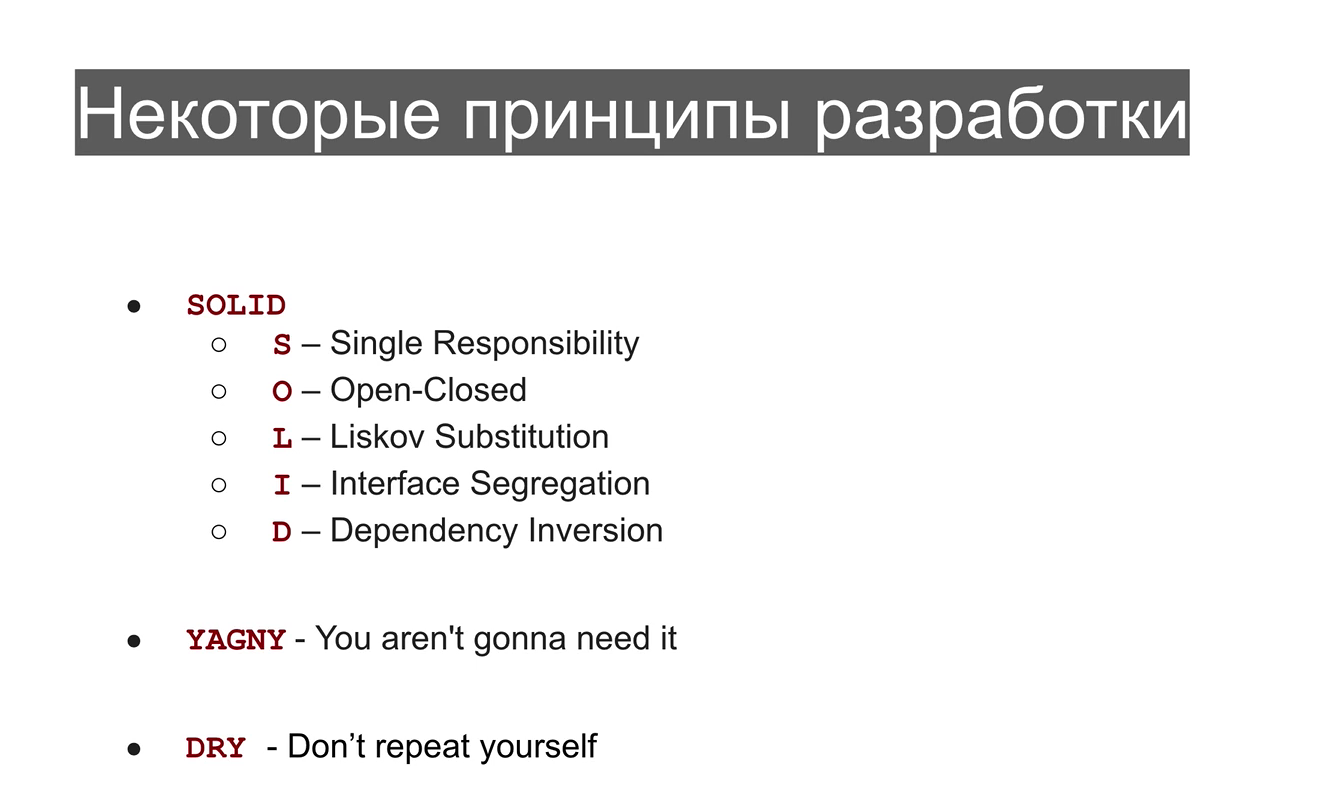 Некоторые принципы разработки
● SOLID
○ S – Single Responsibility
○ O – Open-Closed
○ L – Liskov Substitution
○ I – Interface Segregation
○ D – Dependency Inversion
● YAGNY - You aren't gonna need it
● DRY - Don’t repeat yourself